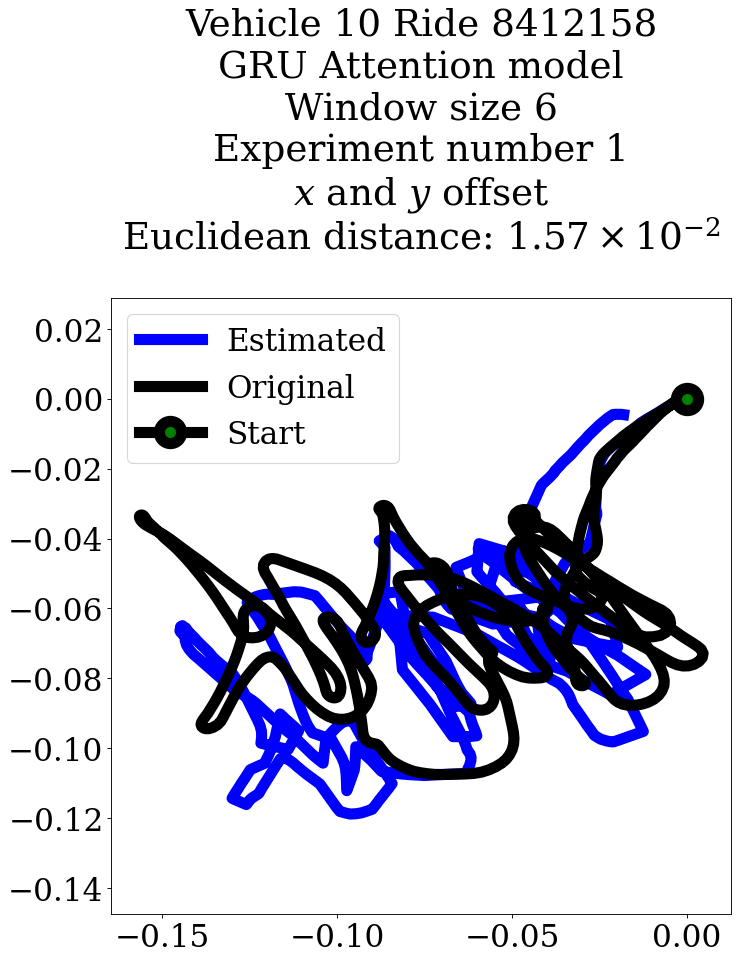 Vehicle 10 Ride 8412158
GRU Attention model
Window size 6
Experiment number 1
x and y offset
Euclidean distance: 1.57 × 10⁻²
Estimated
Original
Start
0.02
0.00
−0.02
−0.04
−0.06
−0.08
−0.10
−0.12
−0.14
−0.15
−0.10
−0.05
0.00